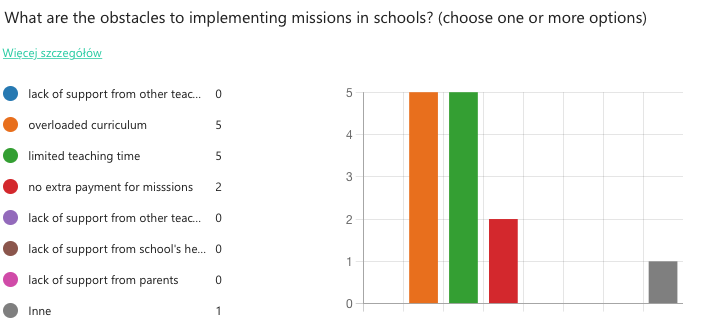 What are the obstacles to implementing missions in schools? (choose one or more options)
Więcej szczegółów
lack of support from other teac... 0
overloaded curriculum 5
limited teaching time 5
no extra payment for misssions 2
lack of support from other teac... 0
lack of support from school's he... 0
lack of support from parents 0
Inne 1
5
4
3
2
1
0